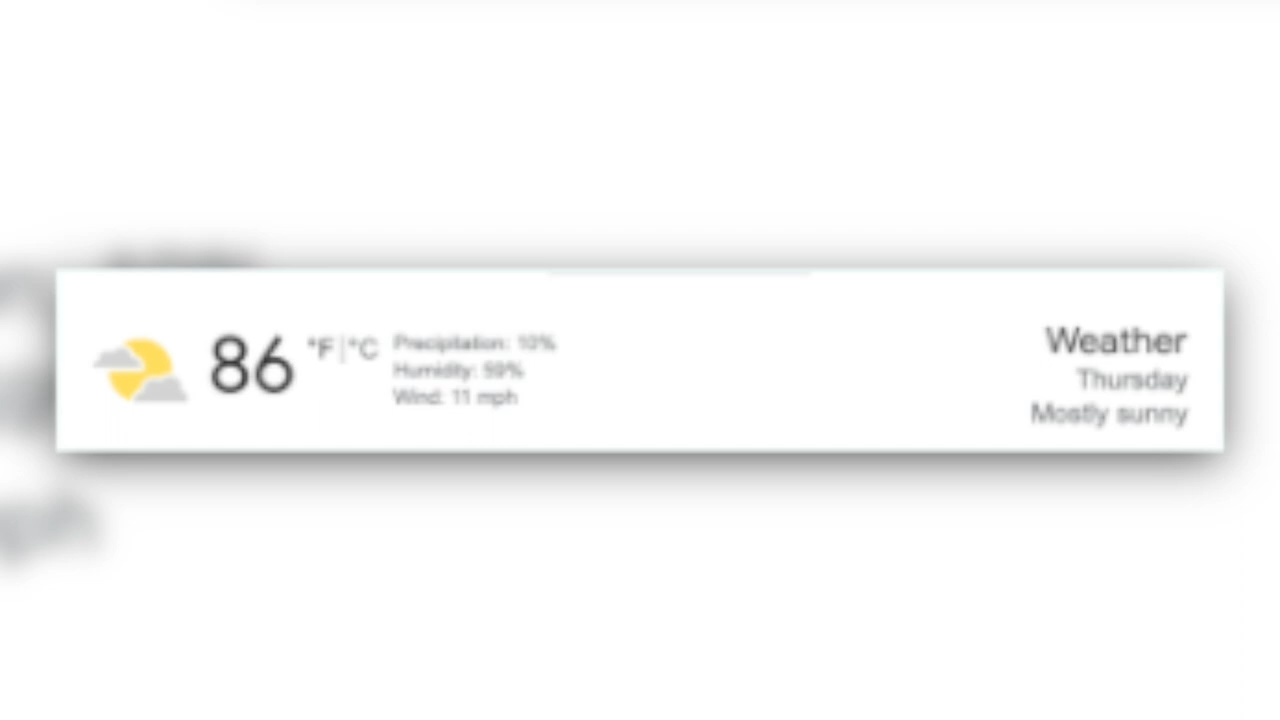 86 °F|°C
Precipitation: 10%
Humidity: 59%
Wind: 11 mph
Weather
Thursday
Mostly sunny